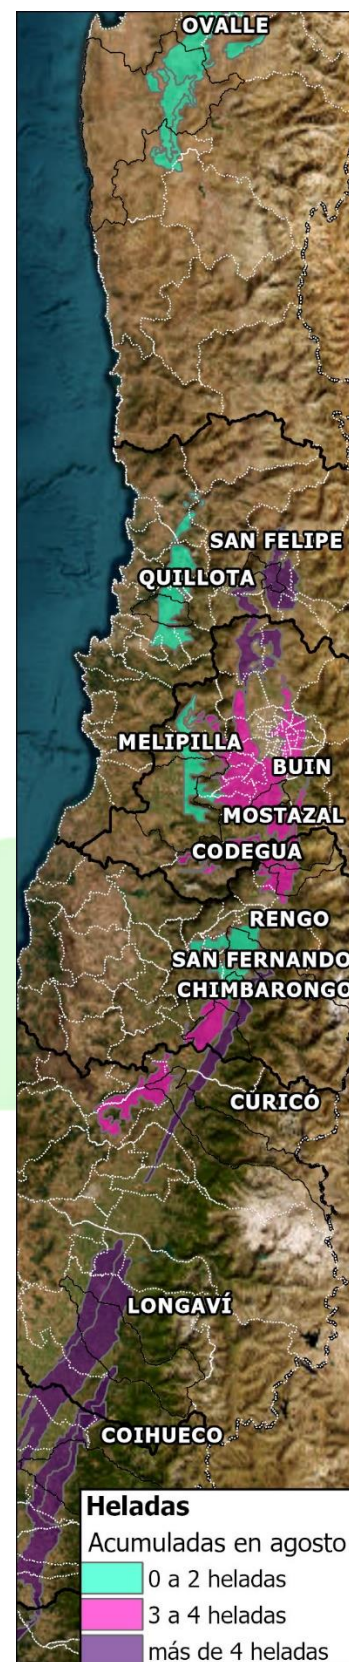 OVALLE
SAN FELIPE
QUILLOTA
MELIPILLA
BUIN
MOSTAZAL
CODEGUA
RENGO
SAN FERNANDO
CHIMBARONGO
CURICÓ
LONGAVÍ
COIHUECO
Heladas
Acumuladas en agosto
0 a 2 heladas
3 a 4 heladas
más de 4 heladas